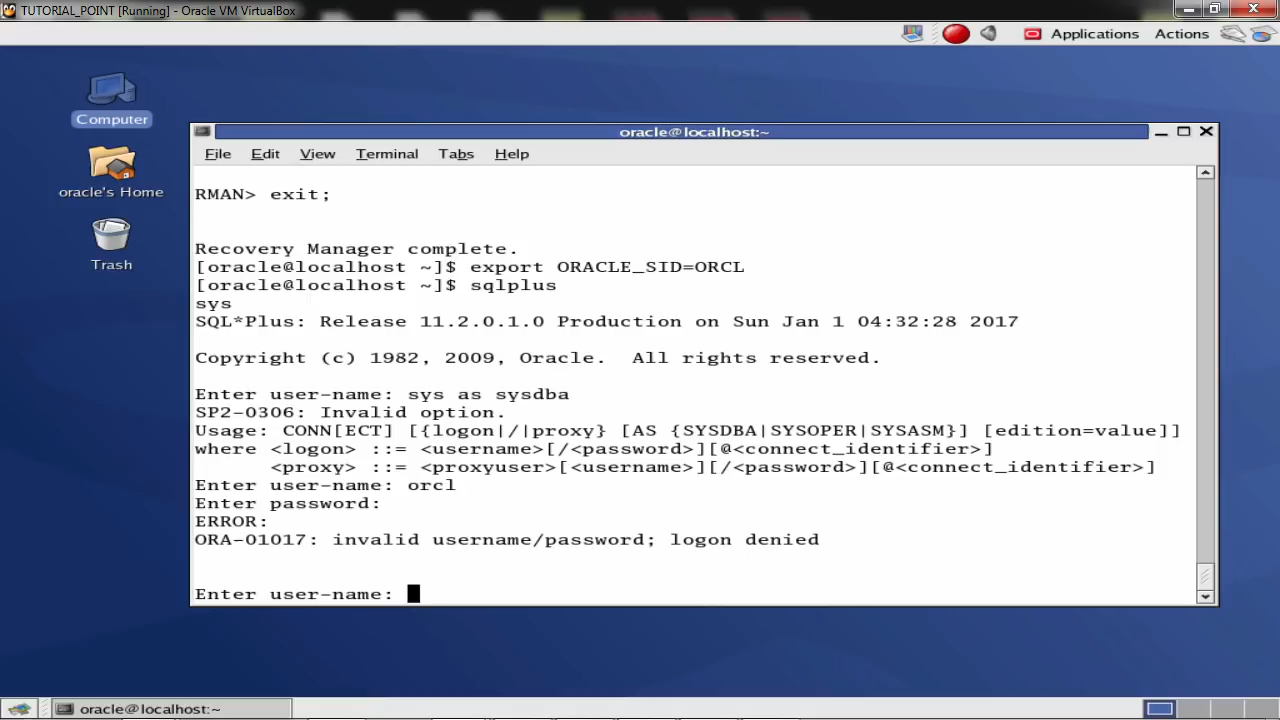 TUTORIAL_POINT [Running] - Oracle VM VirtualBox
Applications Actions
Computer
oracle's Home
Trash
oracle@localhost:~
File Edit View Terminal Tabs Help
RMAN> exit;
Recovery Manager complete.
[oracle@localhost ~]$ export ORACLE_SID=ORCL
[oracle@localhost ~]$ sqlplus
sys
SQL*Plus: Release 11.2.0.1.0 Production on Sun Jan 1 04:32:28 2017
Copyright (c) 1982, 2009, Oracle.  All rights reserved.
Enter user-name: sys as sysdba
SP2-0306: Invalid option.
Usage: CONN[ECT] [{logon|/|proxy} [AS {SYSDBA|SYSOPER|SYSASM}] [edition=value]]
where <logon> ::= <username>[/<password>][@<connect_identifier>]
      <proxy> ::= <proxyuser>[<username>][/<password>][@<connect_identifier>]
Enter user-name: orcl
Enter password:
ERROR:
ORA-01017: invalid username/password; logon denied
Enter user-name:
oracle@localhost:~